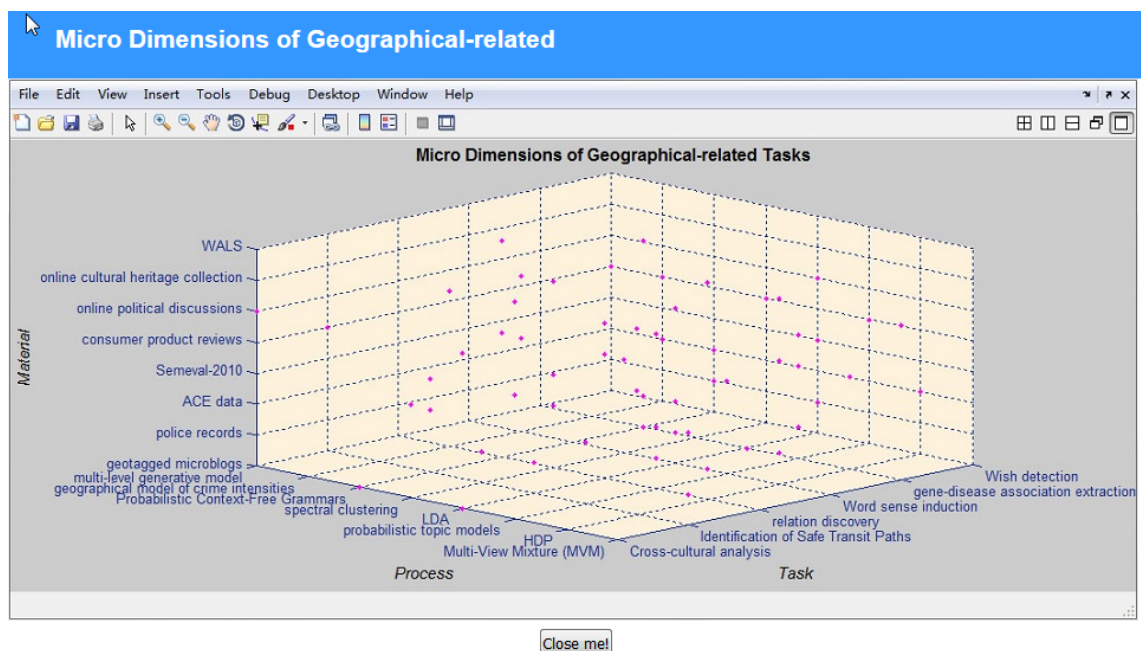 Micro Dimensions of Geographical-related
File Edit View Insert Tools Debug Desktop Window Help
Micro Dimensions of Geographical-related Tasks
WALS
online cultural heritage collection
online political discussions
consumer product reviews
Semeval-2010
ACE data
police records
geotagged microblogs
Material
multi-level generative model
geographical model of crime intensities
Probabilistic Context-Free Grammars
spectral clustering
LDA
probabilistic topic models
HDP
Multi-View Mixture (MVM)
Process
Wish detection
gene-disease association extraction
Word sense induction
relation discovery
Identification of Safe Transit Paths
Cross-cultural analysis
Task
Close me!